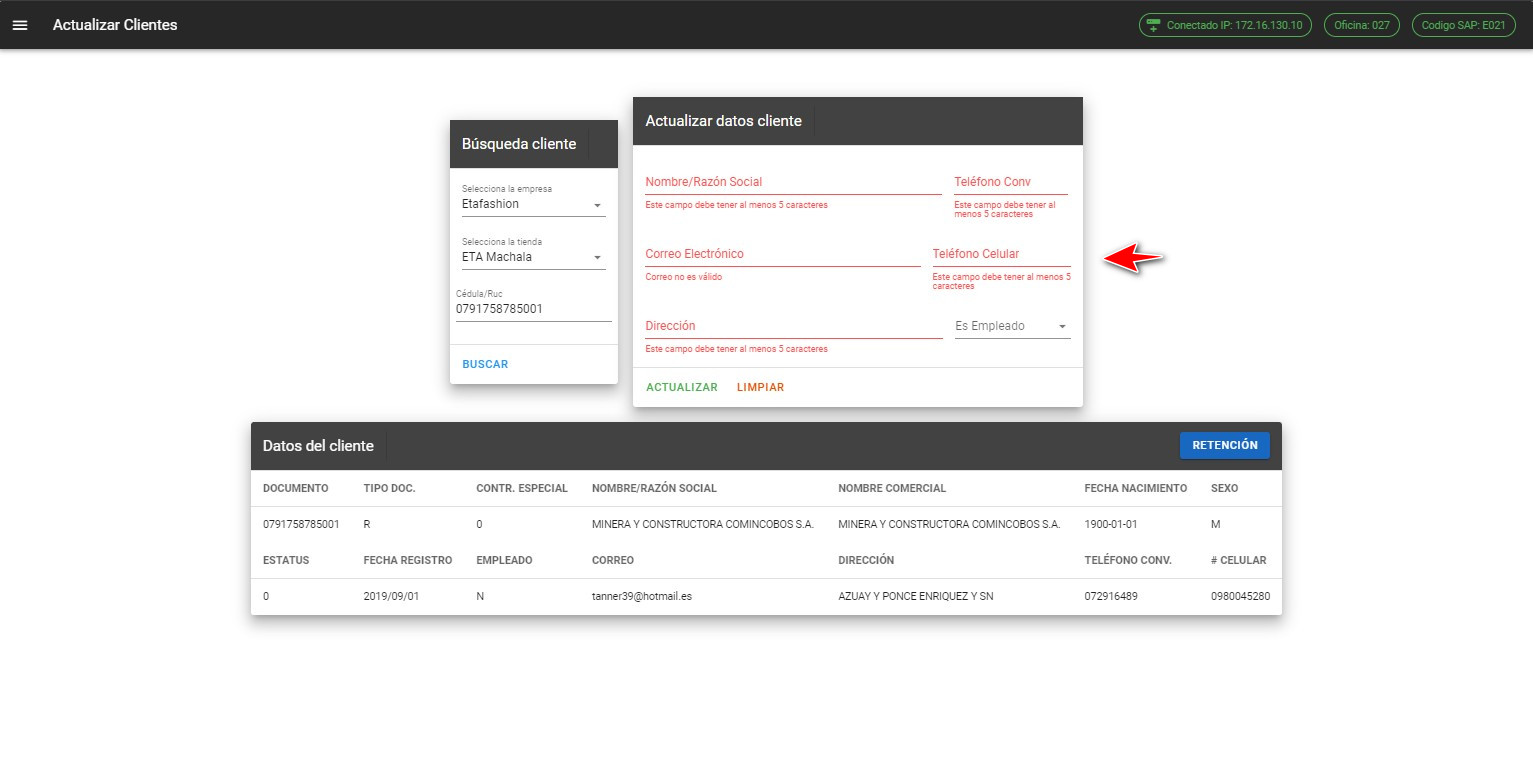 Actualizar Clientes
Conectado IP: 172.16.130.10
Oficina: 027
Codigo SAP: E021
Búsqueda cliente
Selecciona la empresa
Etafashion
Selecciona la tienda
ETA Machala
Cédula/Ruc
0791758785001
BUSCAR
Actualizar datos cliente
Nombre/Razón Social
Este campo debe tener al menos 5 caracteres
Teléfono Conv
Este campo debe tener al
menos 5 caracteres
Correo Electrónico
Correo no es válido
Teléfono Celular
Este campo debe tener al menos 5
caracteres
Dirección
Este campo debe tener al menos 5 caracteres
Es Empleado
ACTUALIZAR LIMPIAR
Datos del cliente
RETENCIÓN
DOCUMENTO TIPO DOC. CONTR. ESPECIAL NOMBRE/RAZÓN SOCIAL NOMBRE COMERCIAL FECHA NACIMIENTO SEXO
0791758785001 R 0 MINERA Y CONSTRUCTORA COMINCOBOS S.A. MINERA Y CONSTRUCTORA COMINCOBOS S.A. 1900-01-01 M
ESTATUS FECHA REGISTRO EMPLEADO CORREO DIRECCIÓN TELÉFONO CONV. # CELULAR
0 2019/09/01 N tanner39@hotmail.es AZUAY Y PONCE ENRIQUEZ Y SN 072916489 0980045280